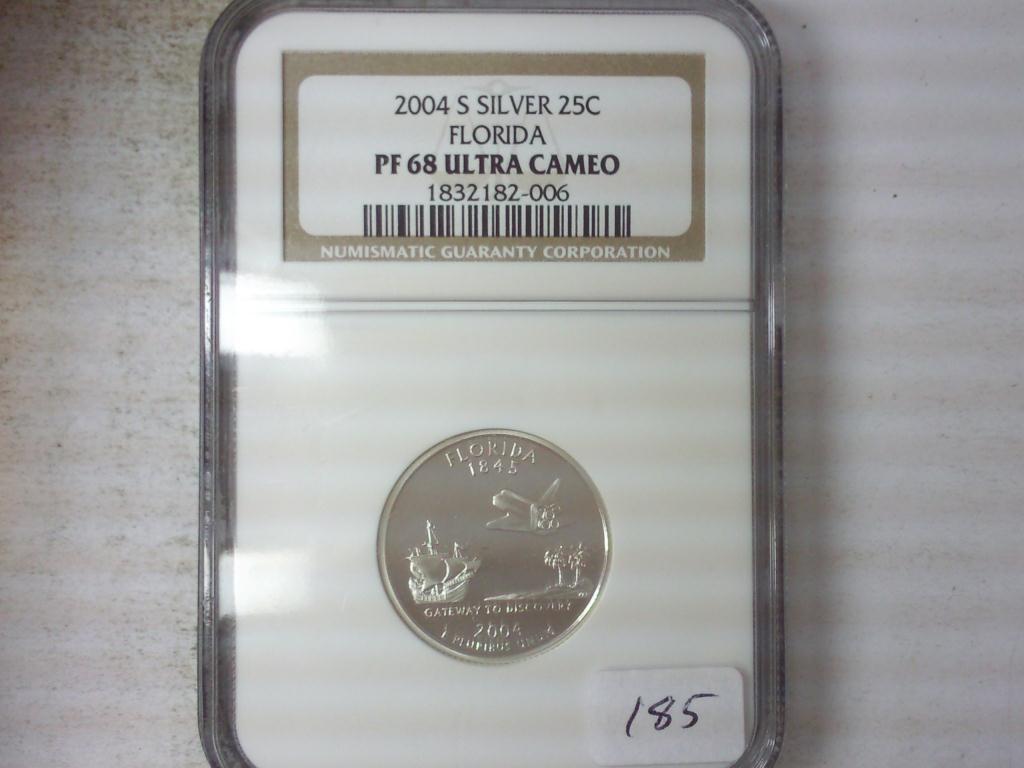 2004 S SILVER 25C
FLORIDA
PF 68 ULTRA CAMEO
1832182-006
NUMISMATIC GUARANTY CORPORATION
FLORIDA
1845
GATEWAY TO DISCOVERY
2004
E PLURIBUS UNUM
185